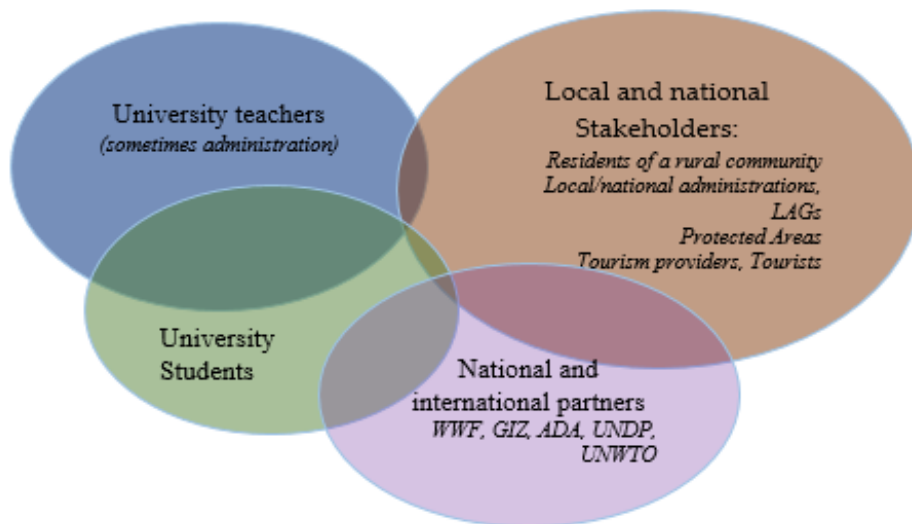 University teachers
(sometimes administration)
Local and national
Stakeholders:
Residents of a rural community
Local/national administrations,
LAGs
Protected Areas
Tourism providers, Tourists
University
Students
National and
international partners
WWF, GIZ, ADA, UNDP,
UNWTO